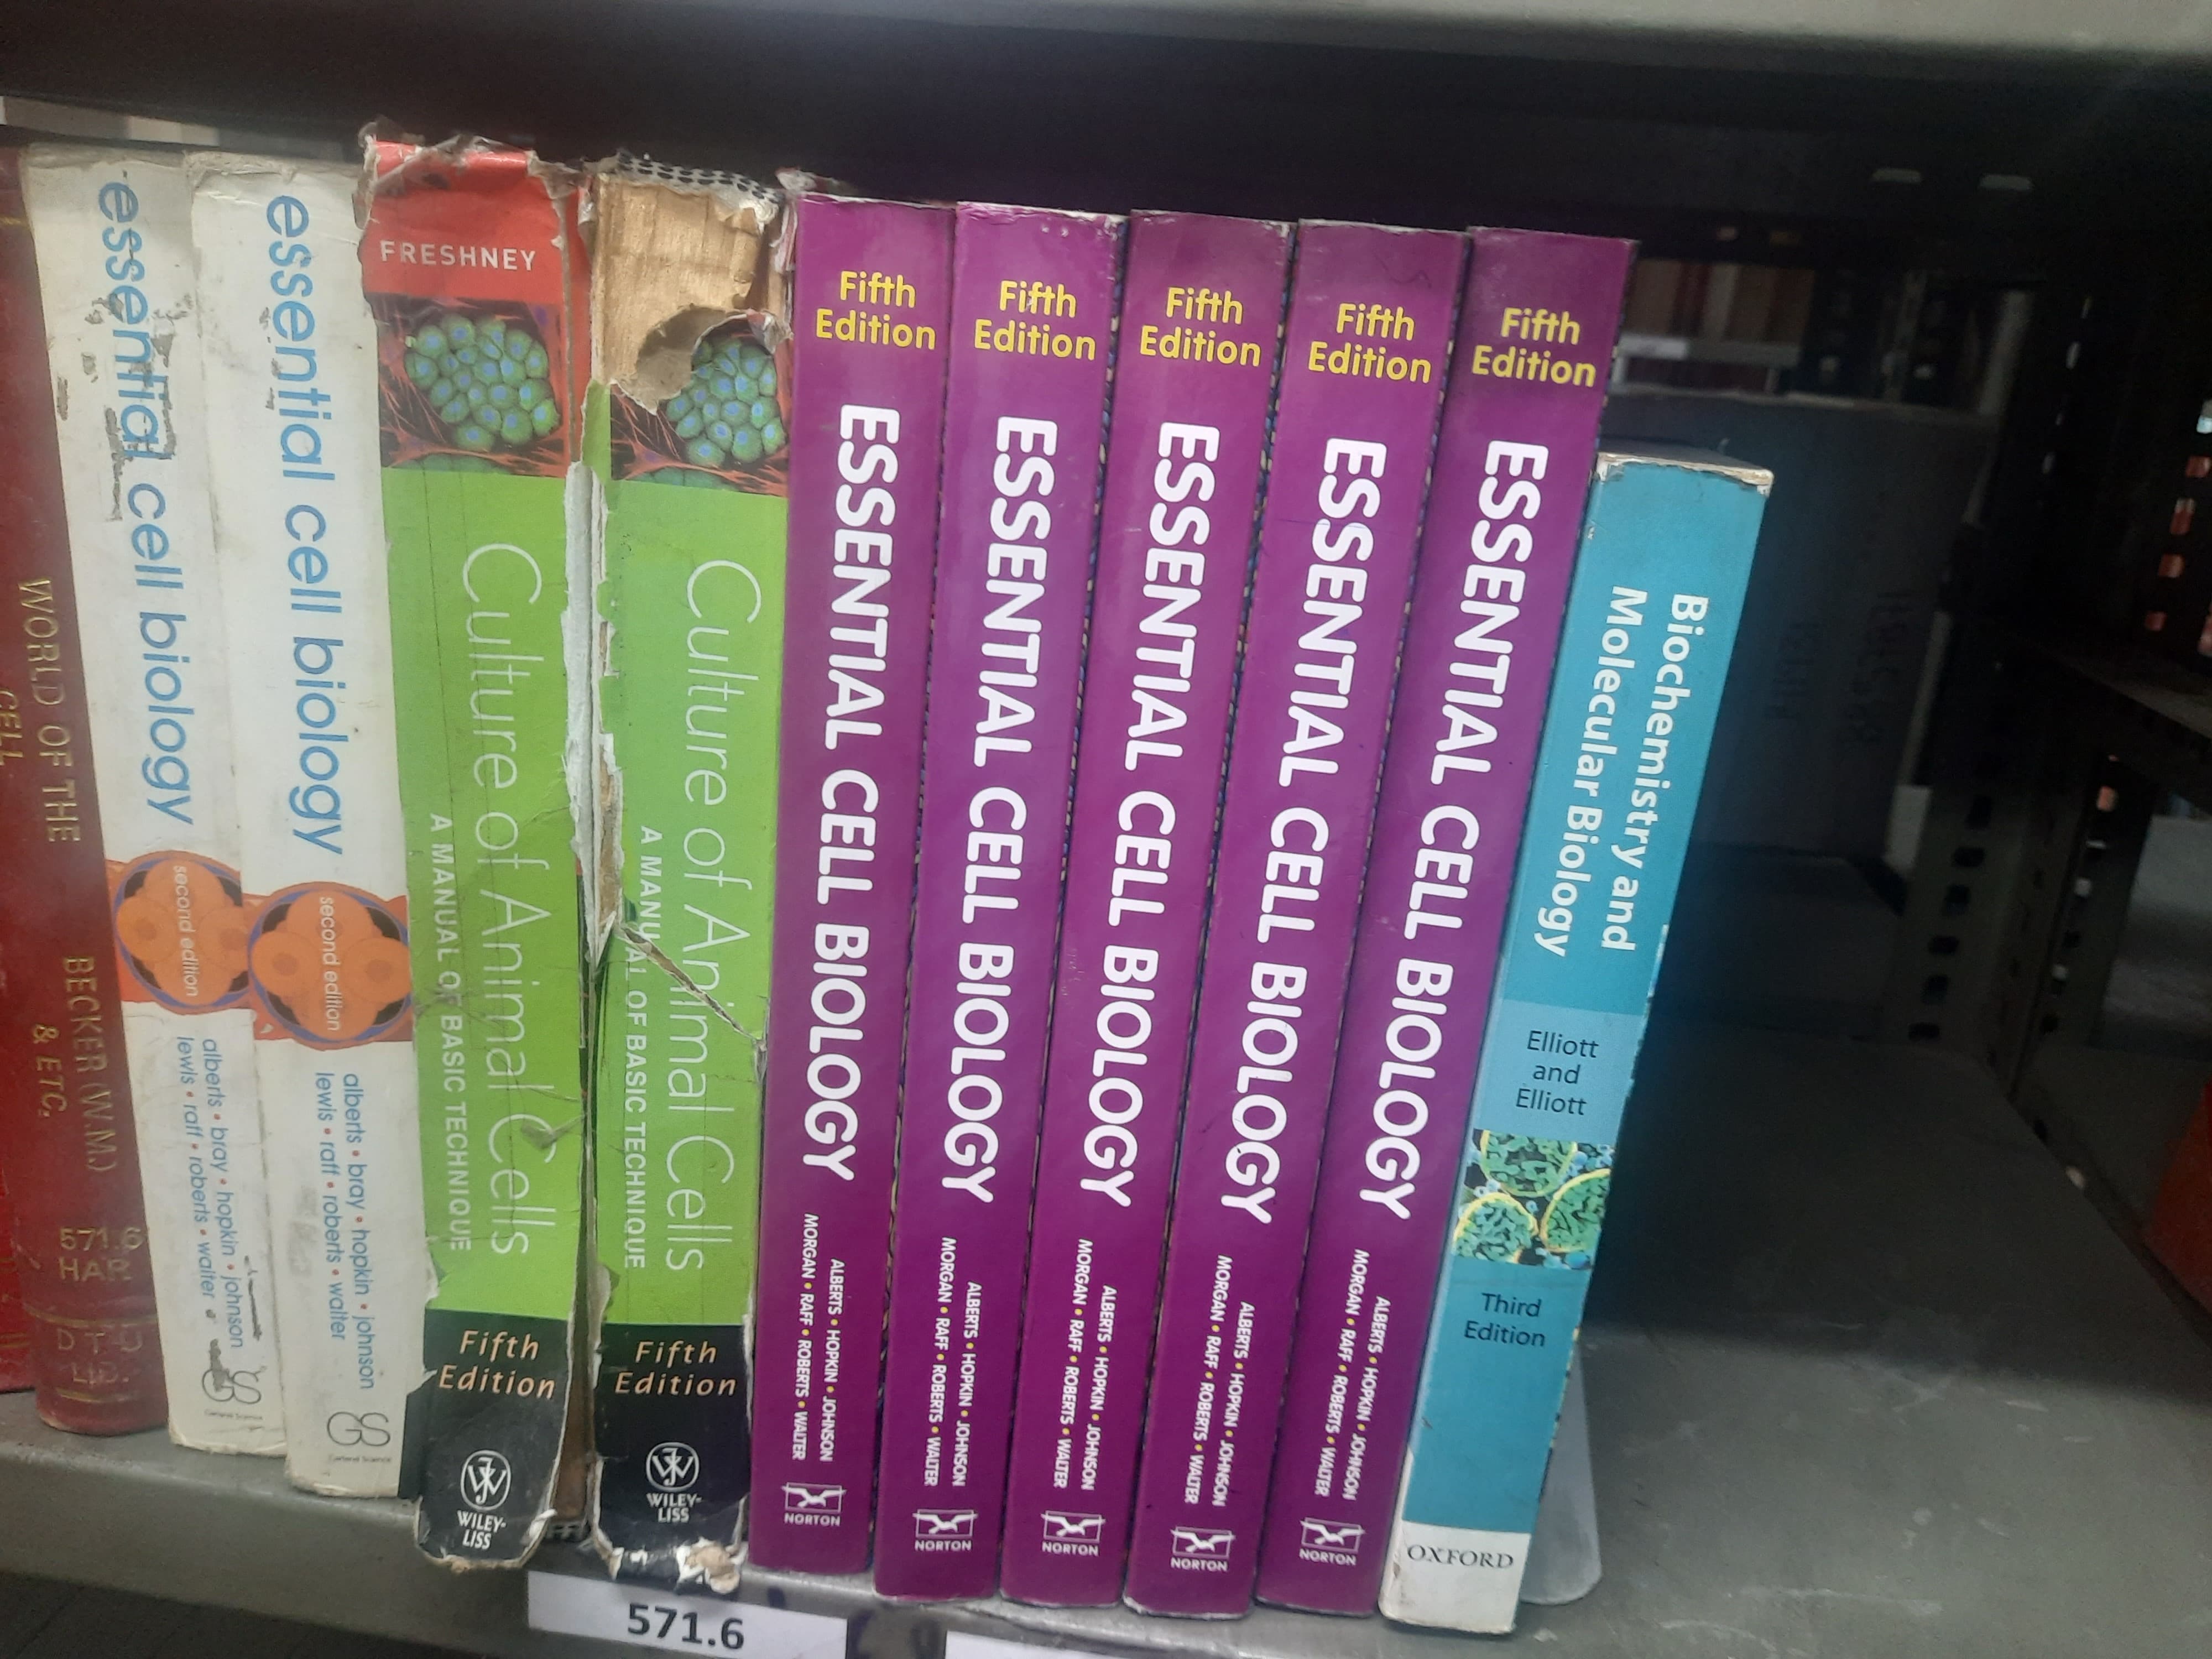 WORLD OF THE
CELL
BECKER (W.M.)
& ETC.
571.6
HAR
D T U
LID.
essential cell biology
second edition
alberts • bray • hopkin • johnson
lewis • raff • roberts • walter
GS
Garland Science
essential cell biology
second edition
alberts • bray • hopkin • johnson
lewis • raff • roberts • walter
GS
Garland Science
FRESHNEY
Culture of Animal Cells
A MANUAL OF BASIC TECHNIQUE
Fifth
Edition
WILEY-
LISS
Culture of Animal Cells
A MANUAL OF BASIC TECHNIQUE
Fifth
Edition
WILEY-
LISS
Fifth
Edition
ESSENTIAL CELL BIOLOGY
ALBERTS • HOPKIN • JOHNSON
MORGAN • RAFF • ROBERTS • WALTER
NORTON
Fifth
Edition
ESSENTIAL CELL BIOLOGY
ALBERTS • HOPKIN • JOHNSON
MORGAN • RAFF • ROBERTS • WALTER
NORTON
Fifth
Edition
ESSENTIAL CELL BIOLOGY
ALBERTS • HOPKIN • JOHNSON
MORGAN • RAFF • ROBERTS • WALTER
NORTON
Fifth
Edition
ESSENTIAL CELL BIOLOGY
ALBERTS • HOPKIN • JOHNSON
MORGAN • RAFF • ROBERTS • WALTER
NORTON
Fifth
Edition
ESSENTIAL CELL BIOLOGY
ALBERTS • HOPKIN • JOHNSON
MORGAN • RAFF • ROBERTS • WALTER
NORTON
Biochemistry and
Molecular Biology
Elliott
and
Elliott
Third
Edition
OXFORD
571.6